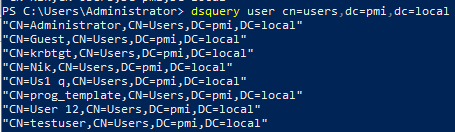 PS C:\Users\Administrator> dsquery user cn=users,dc=pmi,dc=local
"CN=Administrator,CN=Users,DC=pmi,DC=local"
"CN=Guest,CN=Users,DC=pmi,DC=local"
"CN=krbtgt,CN=Users,DC=pmi,DC=local"
"CN=Nik,CN=Users,DC=pmi,DC=local"
"CN=Us1 q,CN=Users,DC=pmi,DC=local"
"CN=prog_template,CN=Users,DC=pmi,DC=local"
"CN=User 12,CN=Users,DC=pmi,DC=local"
"CN=testuser,CN=Users,DC=pmi,DC=local"